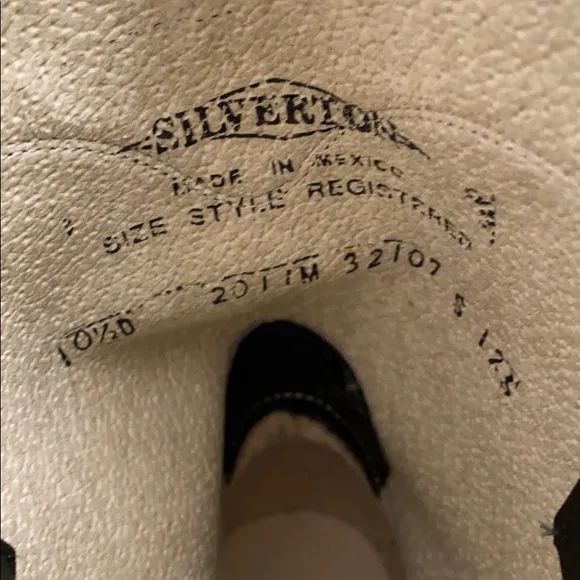 SILVERTON
MADE IN MEXICO
SIZE STYLE REGISTERED
10½D 2011M 32107